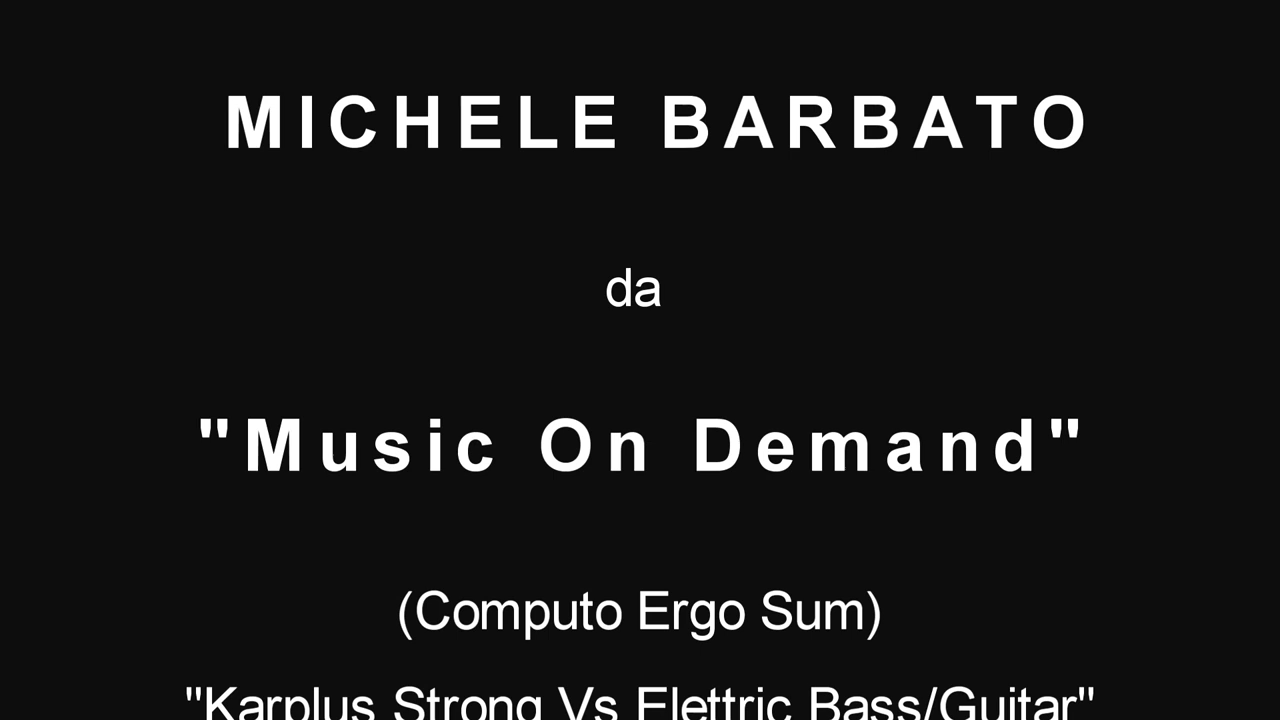 MICHELE BARBATO
da
"Music On Demand"
(Computo Ergo Sum)
"Karplus Strong Vs Elettric Bass/Guitar"